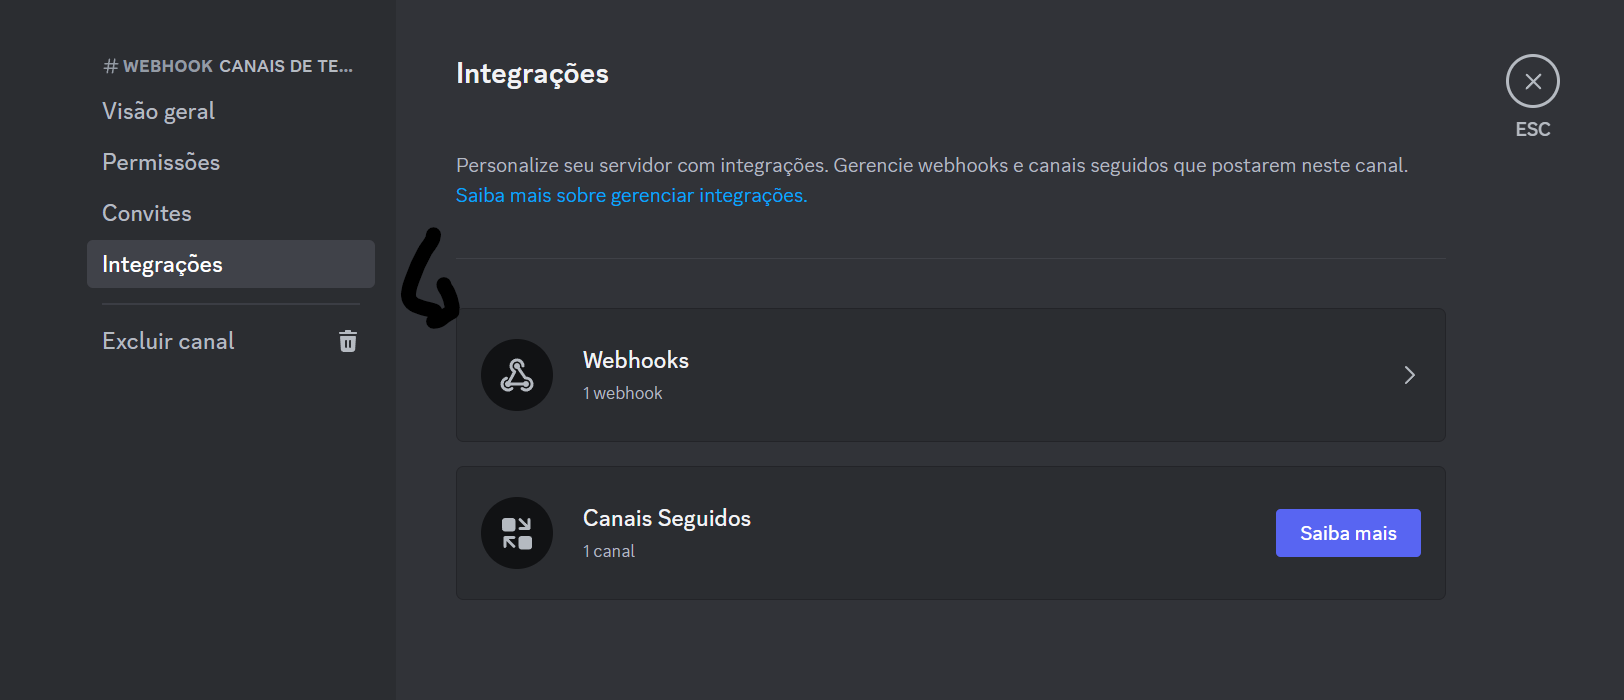 # WEBHOOK CANAIS DE TE...
Visão geral
Permissões
Convites
Integrações
Excluir canal
Integrações
Personalize seu servidor com integrações. Gerencie webhooks e canais seguidos que postarem neste canal.
Saiba mais sobre gerenciar integrações.
Webhooks
1 webhook
Canais Seguidos
1 canal
Saiba mais
ESC